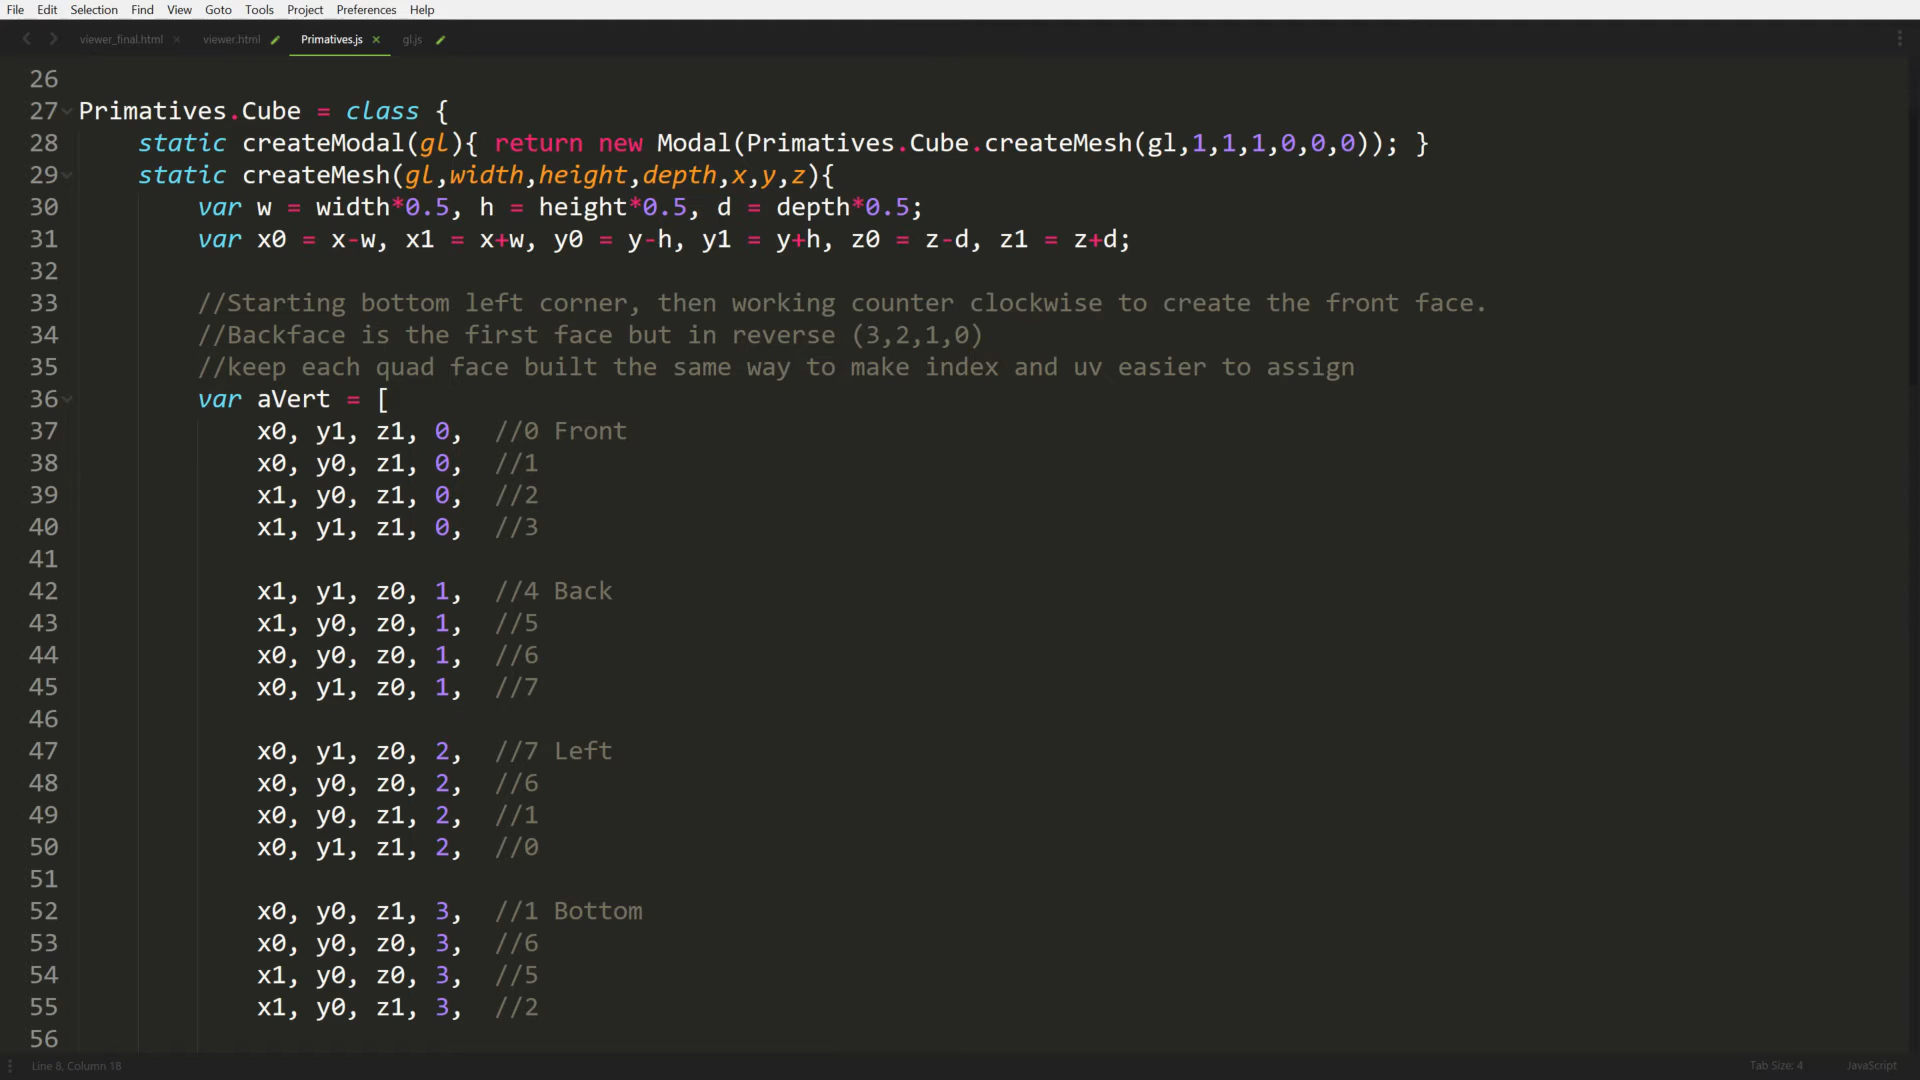 File Edit Selection Find View Goto Tools Project Preferences Help
viewer_final.html viewer.html Primatives.js gl.js
26
27 Primatives.Cube = class {
28 static createModal(gl){ return new Modal(Primatives.Cube.createMesh(gl,1,1,1,0,0,0)); }
29 static createMesh(gl,width,height,depth,x,y,z){
30 var w = width*0.5, h = height*0.5, d = depth*0.5;
31 var x0 = x-w, x1 = x+w, y0 = y-h, y1 = y+h, z0 = z-d, z1 = z+d;
32
33 //Starting bottom left corner, then working counter clockwise to create the front face.
34 //Backface is the first face but in reverse (3,2,1,0)
35 //keep each quad face built the same way to make index and uv easier to assign
36 var aVert = [
37 x0, y1, z1, 0, //0 Front
38 x0, y0, z1, 0, //1
39 x1, y0, z1, 0, //2
40 x1, y1, z1, 0, //3
41
42 x1, y1, z0, 1, //4 Back
43 x1, y0, z0, 1, //5
44 x0, y0, z0, 1, //6
45 x0, y1, z0, 1, //7
46
47 x0, y1, z0, 2, //7 Left
48 x0, y0, z0, 2, //6
49 x0, y0, z1, 2, //1
50 x0, y1, z1, 2, //0
51
52 x0, y0, z1, 3, //1 Bottom
53 x0, y0, z0, 3, //6
54 x1, y0, z0, 3, //5
55 x1, y0, z1, 3, //2
56
Line 8, Column 18 Tab Size: 4 JavaScript